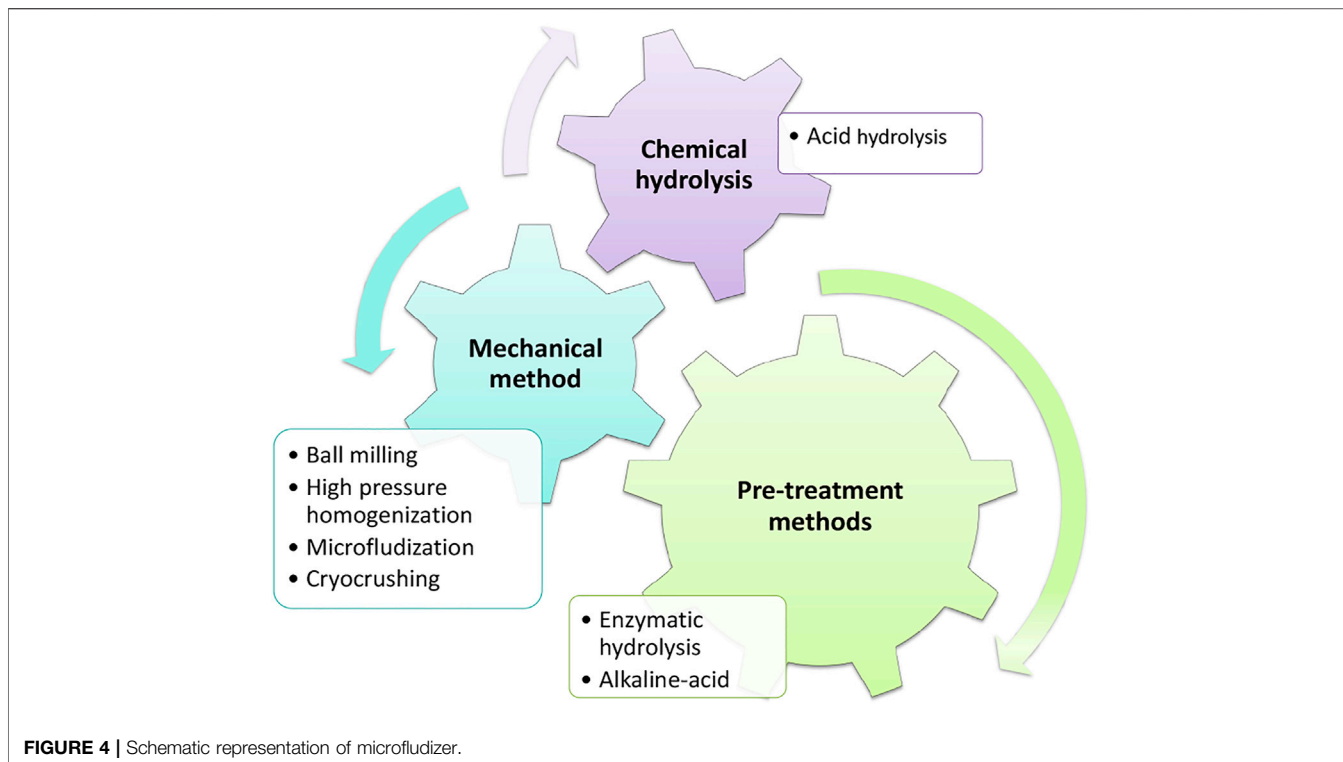 Chemical
hydrolysis
• Acid hydrolysis
Mechanical
method
• Ball milling
• High pressure
homogenization
• Microfludization
• Cryocrushing
Pre-treatment
methods
• Enzymatic
hydrolysis
• Alkaline-acid
FIGURE 4 | Schematic representation of microfludizer.